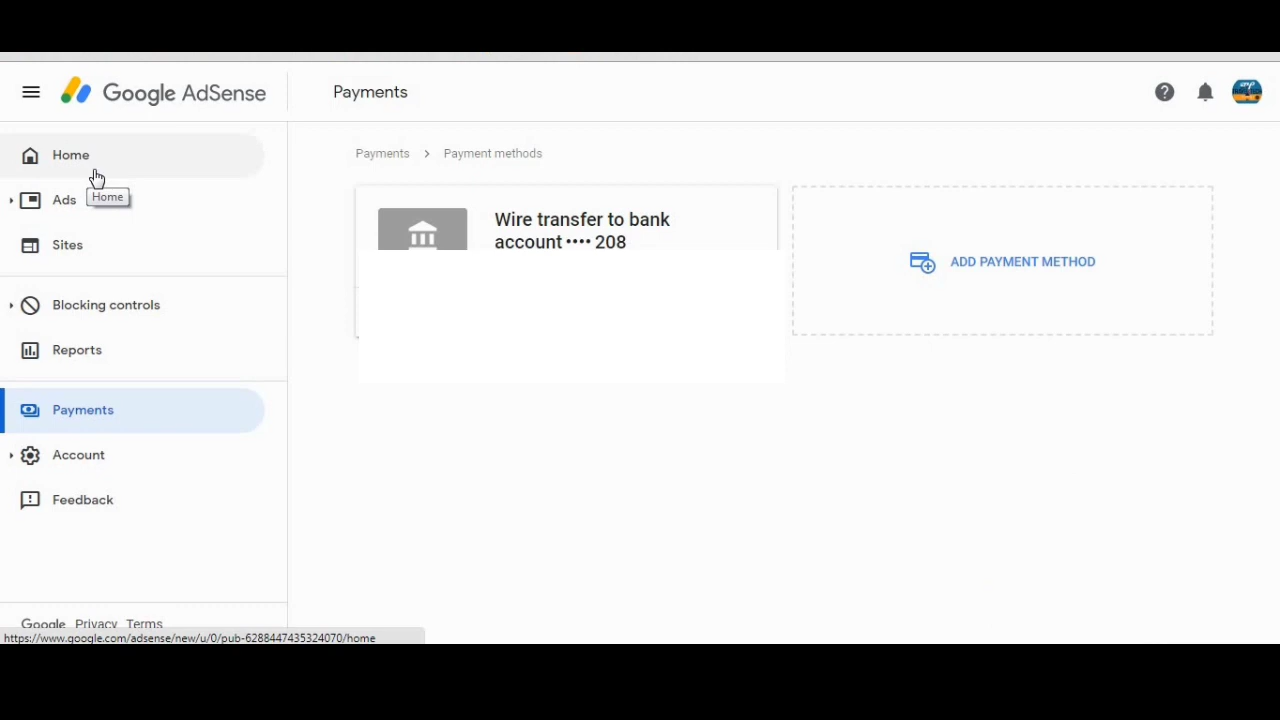 Google AdSense
Payments
Home
Home
Ads
Sites
Blocking controls
Reports
Payments
Account
Feedback
Google Privacy Terms
https://www.google.com/adsense/new/u/0/pub-6288447435324070/home
Payments > Payment methods
Wire transfer to bank
account •••• 208
ADD PAYMENT METHOD